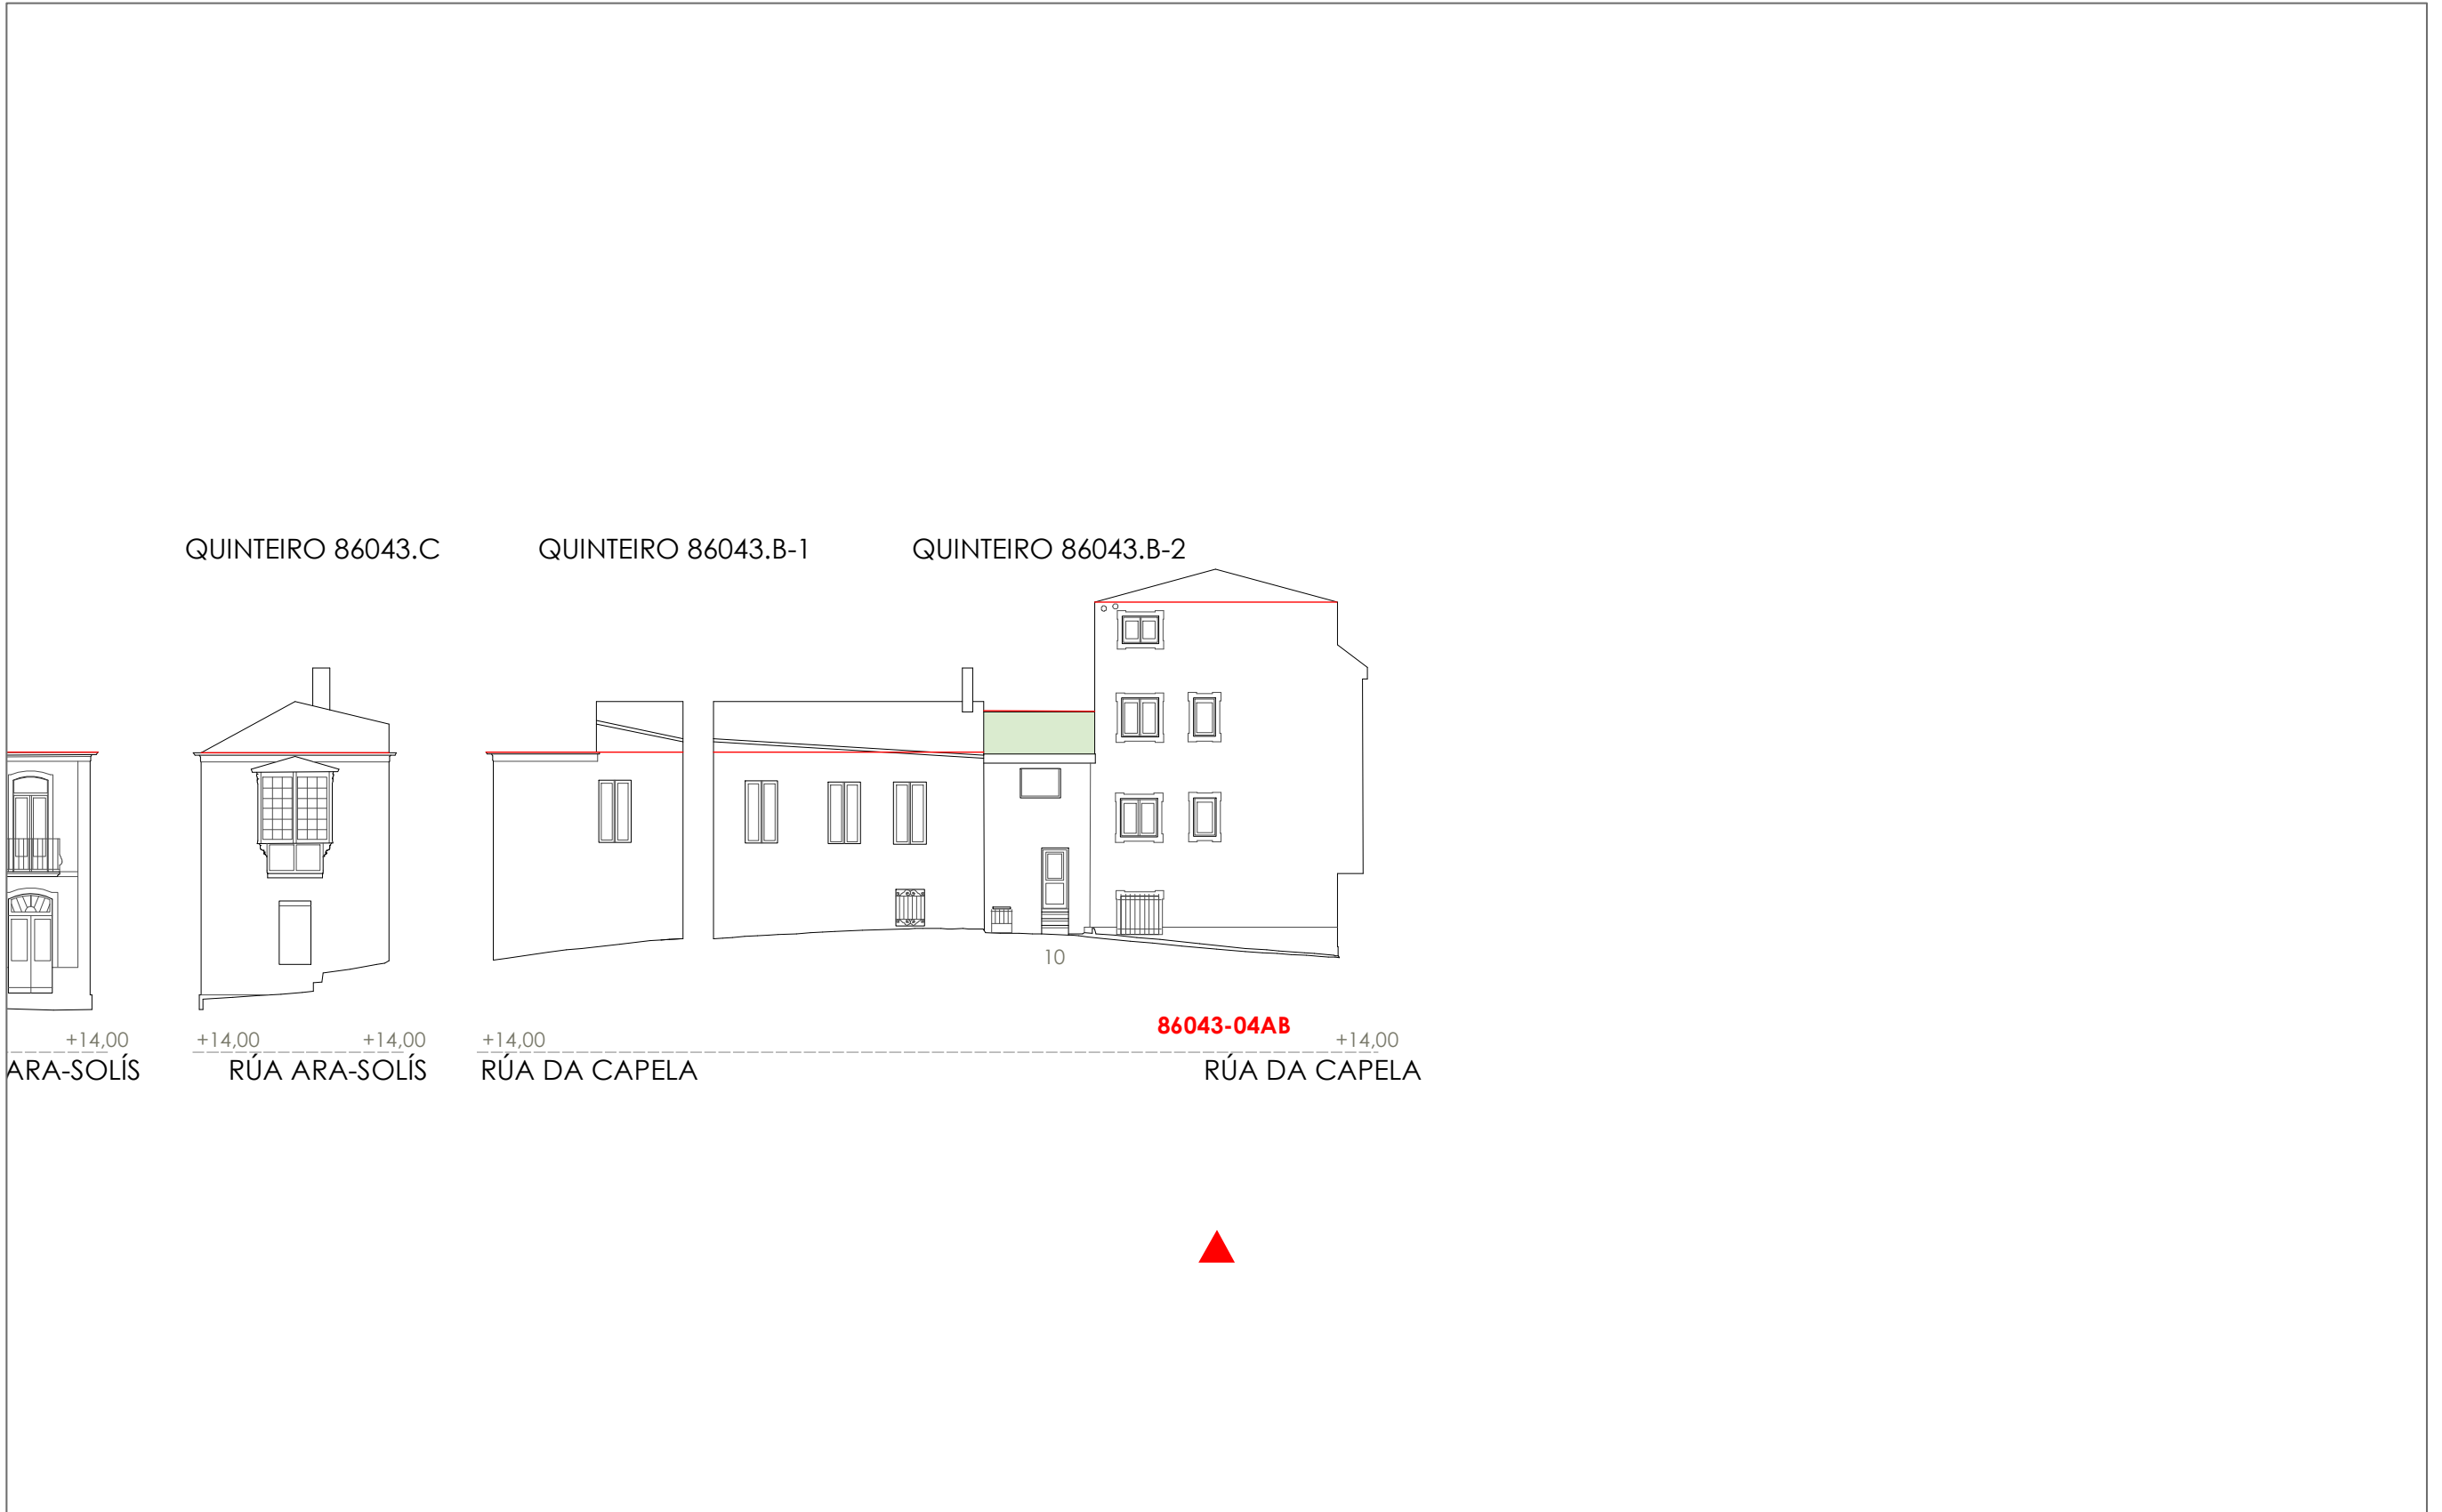 QUINTEIRO 86043.C
QUINTEIRO 86043.B-1
QUINTEIRO 86043.B-2
10
86043-04AB
+14,00
+14,00
+14,00
+14,00
+14,00
ARA-SOLÍS
RÚA ARA-SOLÍS
RÚA DA CAPELA
RÚA DA CAPELA